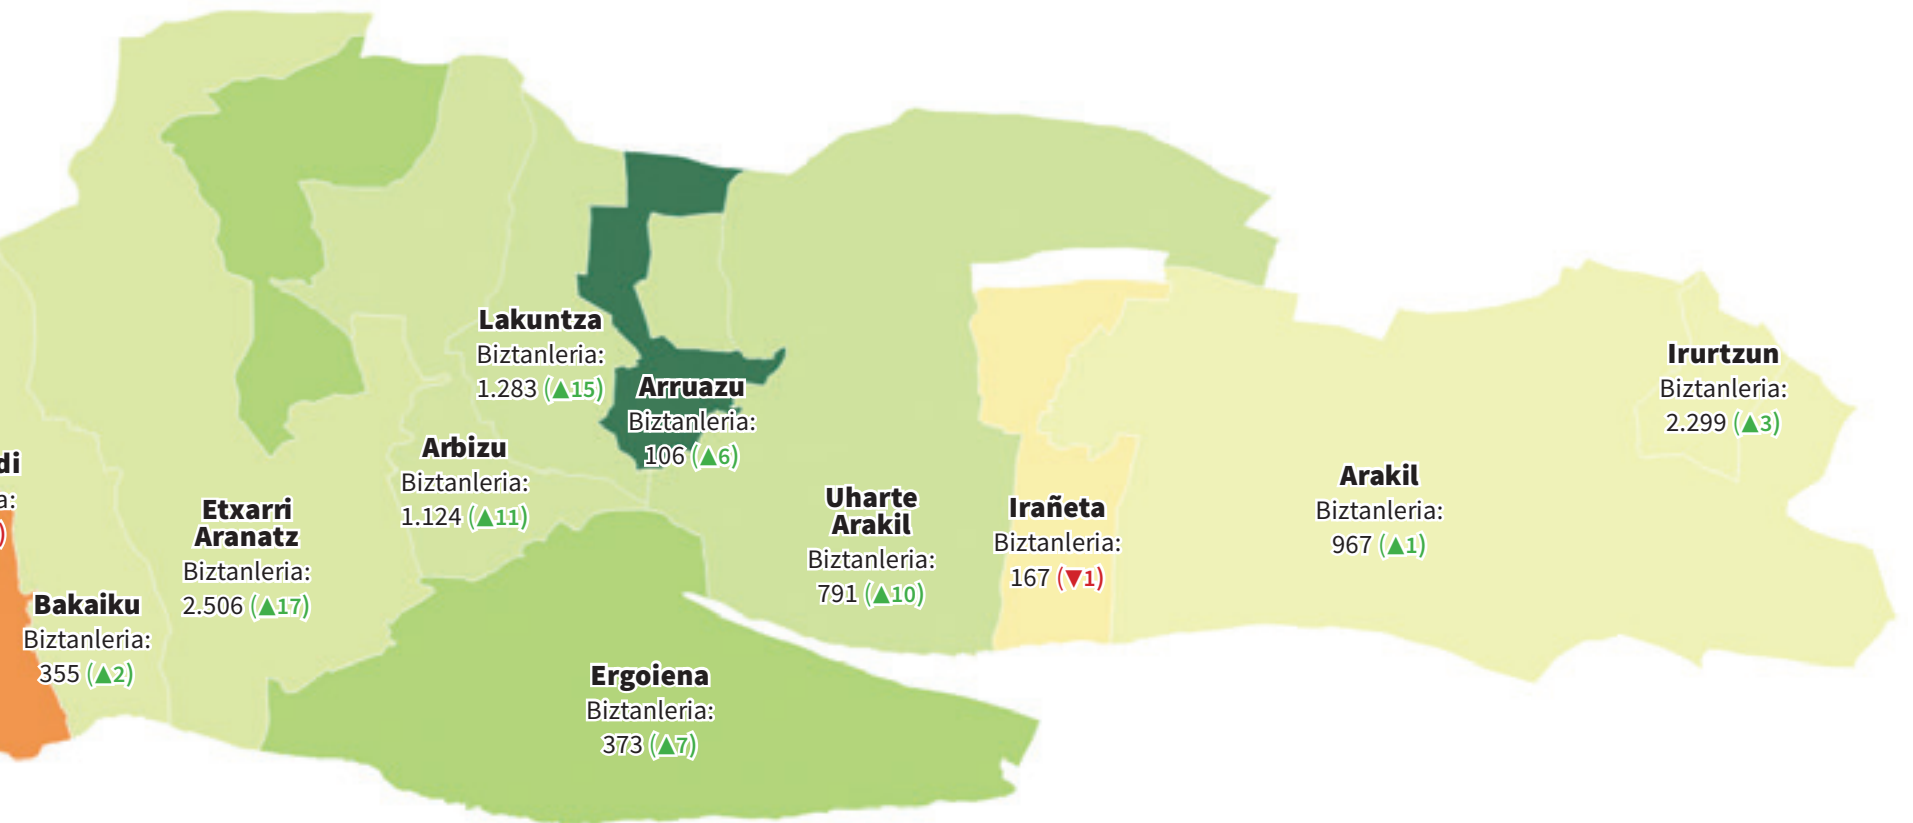 Lakuntza
Biztanleria:
1.283 (▲15)
Arruazu
Biztanleria:
106 (▲6)
Irurtzun
Biztanleria:
2.299 (▲3)
Arbizu
Biztanleria:
1.124 (▲11)
di
a:
)
Etxarri
Aranatz
Biztanleria:
2.506 (▲17)
Uharte
Arakil
Biztanleria:
791 (▲10)
Irañeta
Biztanleria:
167 (▼1)
Arakil
Biztanleria:
967 (▲1)
Bakaiku
Biztanleria:
355 (▲2)
Ergoiena
Biztanleria:
373 (▲7)